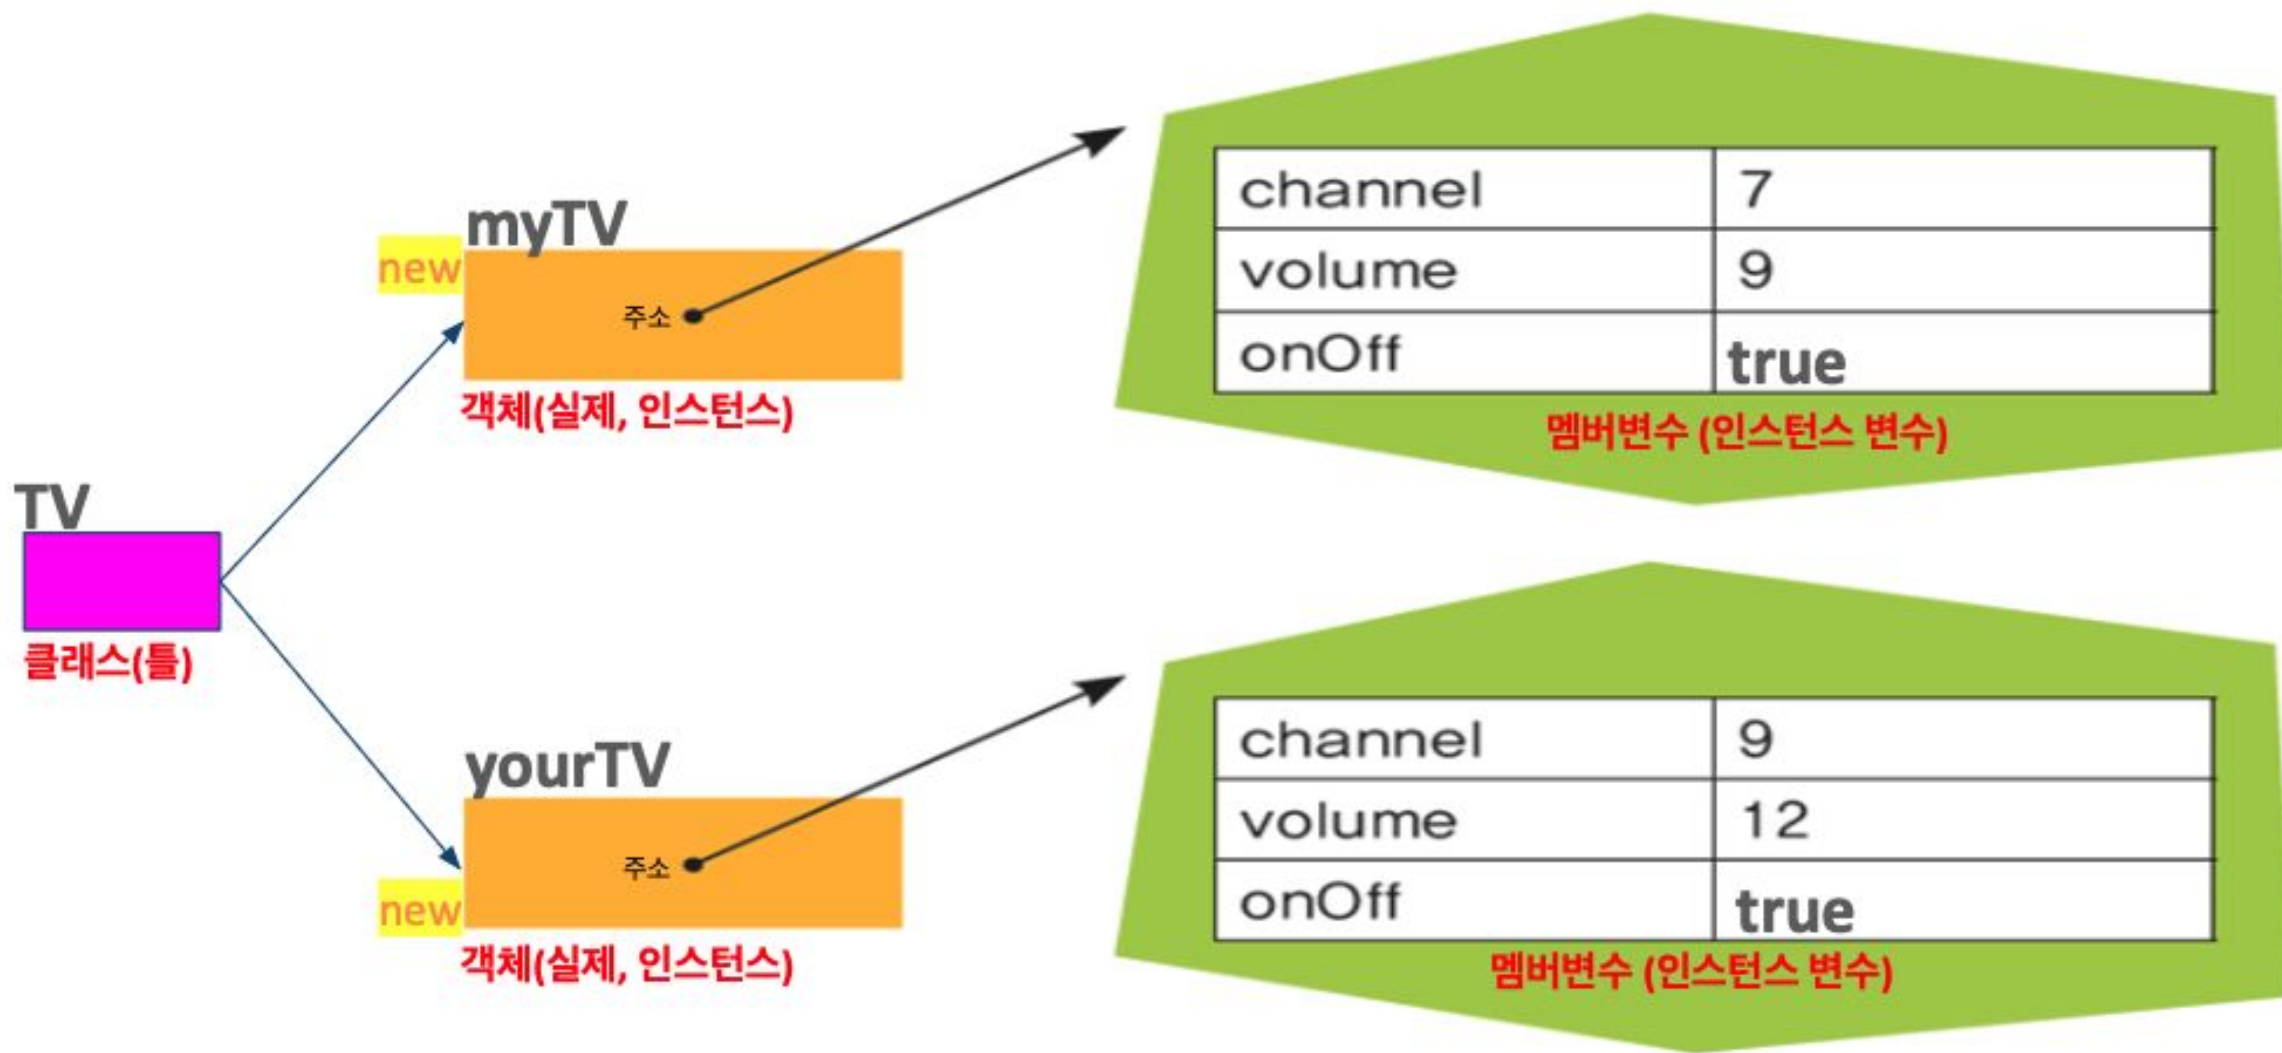 myTV
new
주소
객체(실제, 인스턴스)
channel 7
volume 9
onOff true
멤버변수 (인스턴스 변수)
TV
클래스(틀)
yourTV
주소
new
객체(실제, 인스턴스)
channel 9
volume 12
onOff true
멤버변수 (인스턴스 변수)